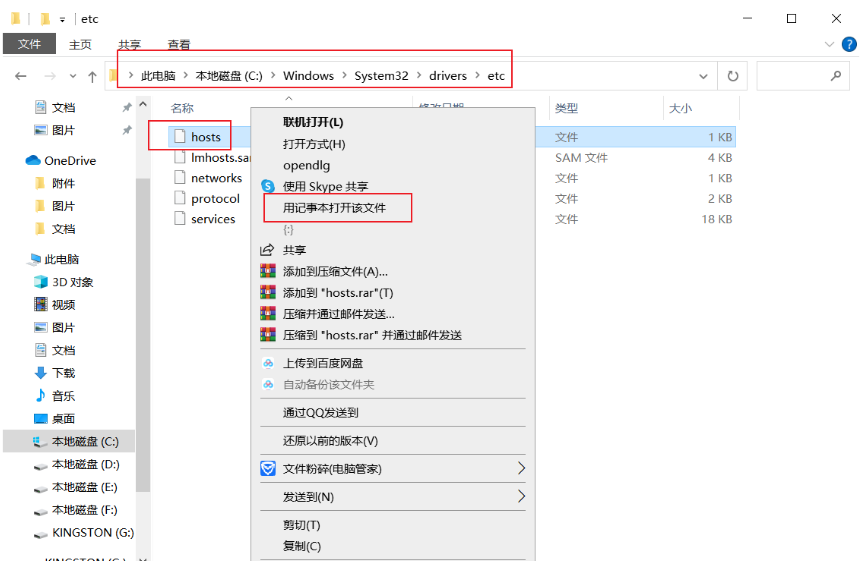 etc
文件 主页 共享 查看
此电脑 本地磁盘 (C:) Windows System32 drivers etc
名称 类型 大小
文档
图片
OneDrive
附件
图片
文档
此电脑
3D 对象
视频
图片
文档
下载
音乐
桌面
本地磁盘 (C:)
本地磁盘 (D:)
本地磁盘 (E:)
本地磁盘 (F:)
KINGSTON (G:)
hosts 文件 1 KB
lmhosts.sa SAM 文件 4 KB
networks 文件 1 KB
protocol 文件 2 KB
services 文件 18 KB
联机打开(L)
打开方式(H)
opendlg
使用 Skype 共享
用记事本打开该文件
{:}
共享
添加到压缩文件(A)...
添加到 "hosts.rar"(T)
压缩并通过邮件发送...
压缩到 "hosts.rar" 并通过邮件发送
上传到百度网盘
自动备份该文件夹
通过QQ发送到
还原以前的版本(V)
文件粉碎(电脑管家)
发送到(N)
剪切(T)
复制(C)